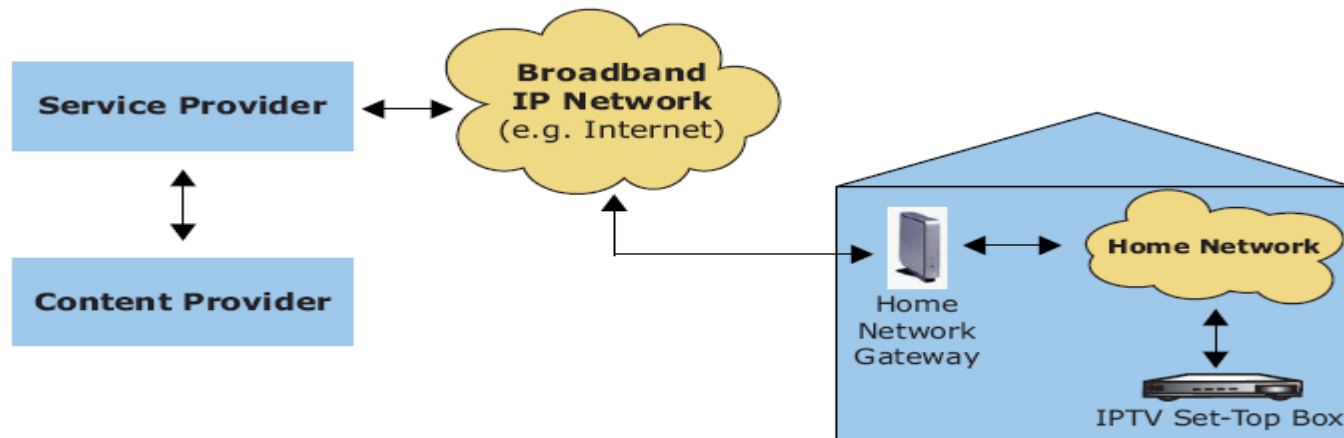 Service Provider
Broadband
IP Network
(e.g. Internet)
Content Provider
Home Network
Home
Network
Gateway
IPTV Set-Top Box